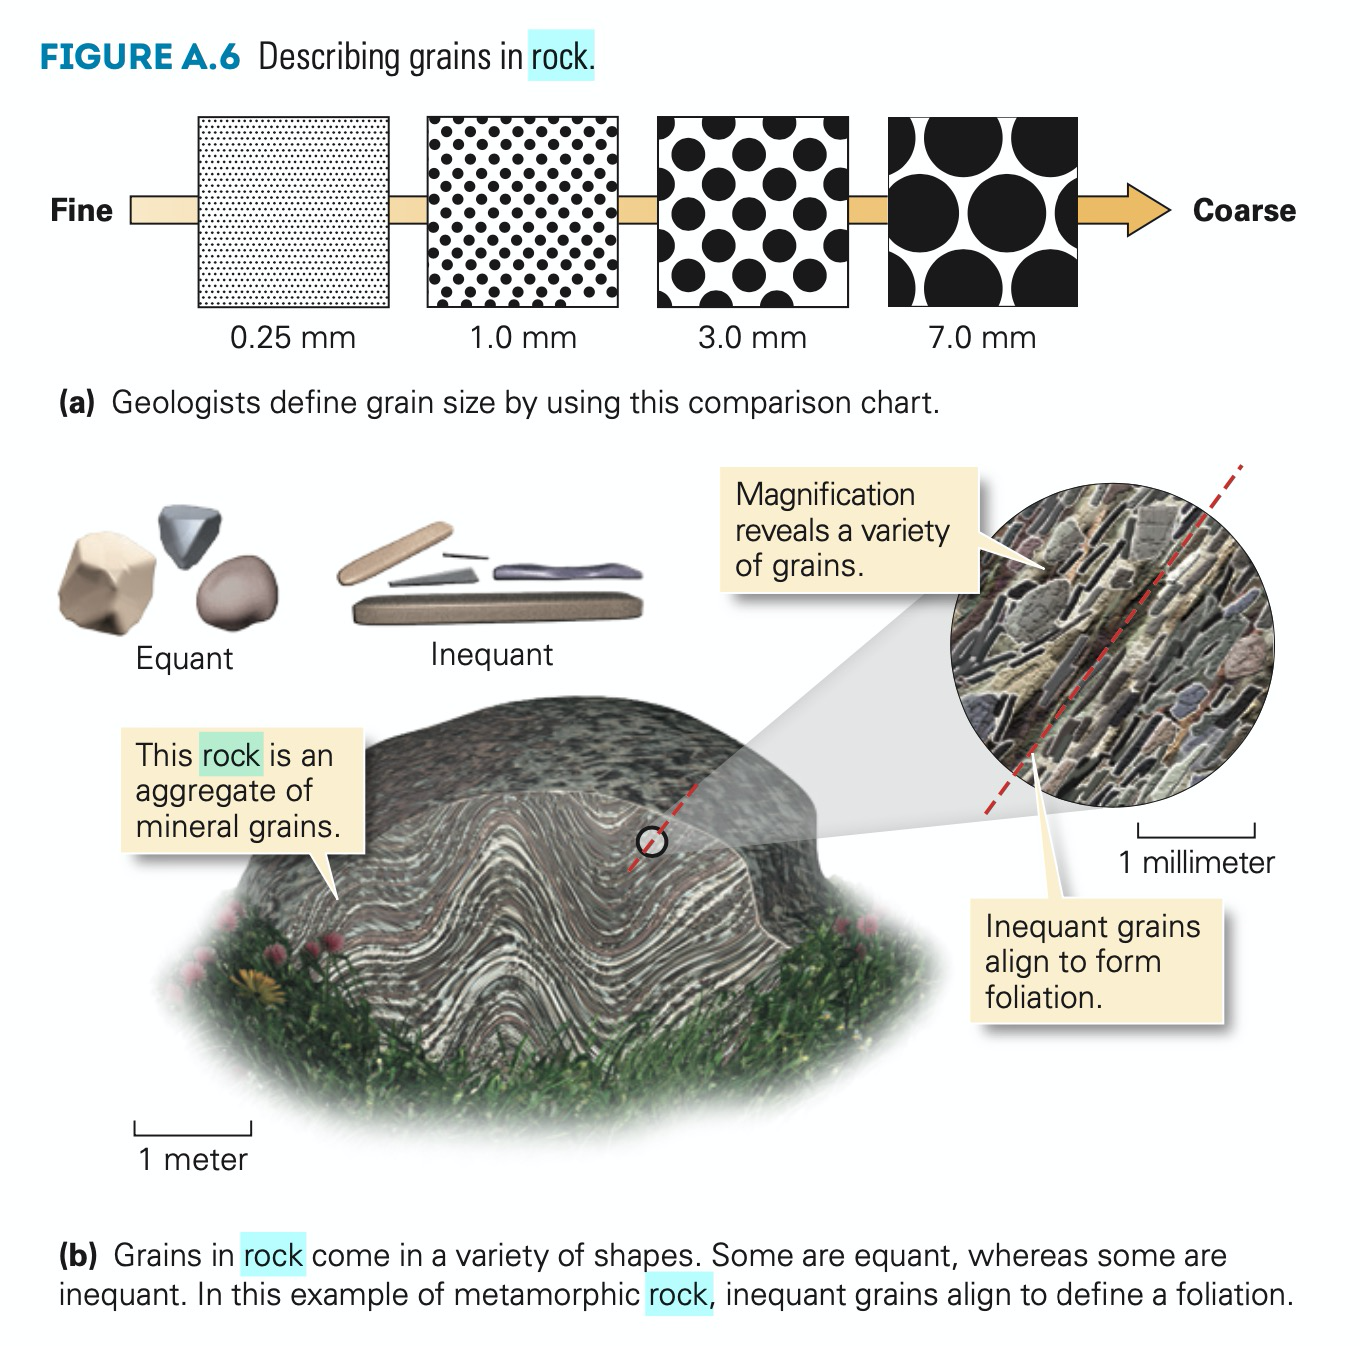 FIGURE A.6 Describing grains in rock.
Fine
Coarse
0.25 mm
1.0 mm
3.0 mm
7.0 mm
(a) Geologists define grain size by using this comparison chart.
Magnification
reveals a variety
of grains.
Equant
Inequant
This rock is an
aggregate of
mineral grains.
1 millimeter
Inequant grains
align to form
foliation.
1 meter
(b) Grains in rock come in a variety of shapes. Some are equant, whereas some are
inequant. In this example of metamorphic rock, inequant grains align to define a foliation.